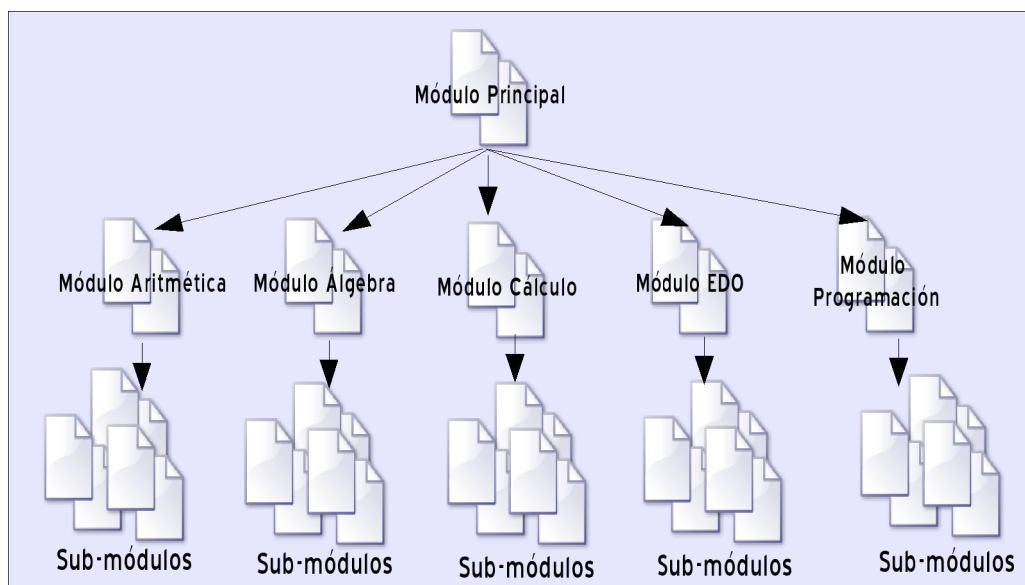 Módulo Principal
Módulo Aritmética
Módulo Álgebra
Módulo Cálculo
Módulo EDO
Módulo
Programación
Sub-módulos
Sub-módulos
Sub-módulos
Sub-módulos
Sub-módulos